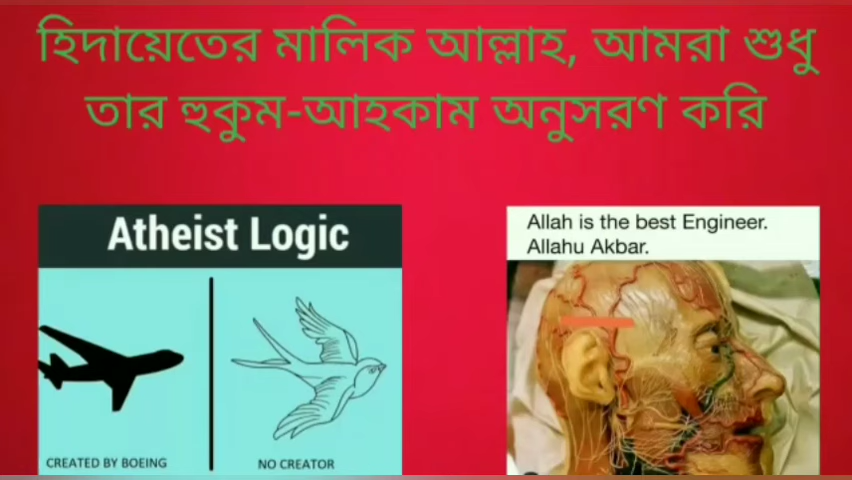 হিদায়েতের মালিক আল্লাহ, আমরা শুধু
তার হুকুম-আহকাম অনুসরণ করি
Atheist Logic
CREATED BY BOEING
NO CREATOR
Allah is the best Engineer.
Allahu Akbar.